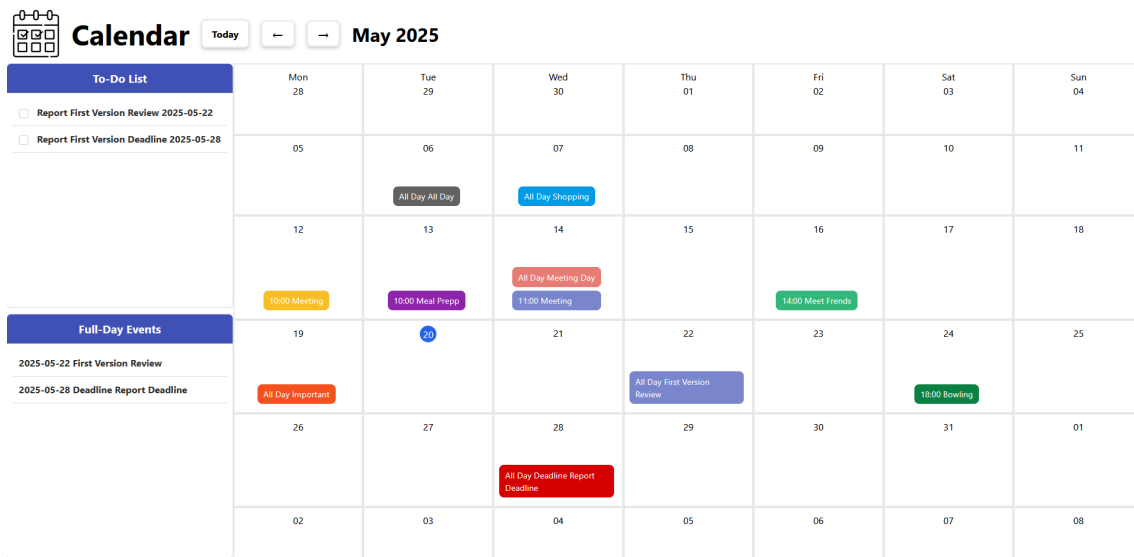 Calendar
Today
←
→
May 2025
To-Do List
Report First Version Review 2025-05-22
Report First Version Deadline 2025-05-28
Full-Day Events
2025-05-22 First Version Review
2025-05-28 Deadline Report Deadline
Mon Tue Wed Thu Fri Sat Sun
28 29 30 01 02 03 04
05 06 07 08 09 10 11
All Day All Day
All Day Shopping
12 13 14 15 16 17 18
All Day Meeting Day
10:00 Meeting
10:00 Meal Prepp
11:00 Meeting
14:00 Meet Frends
19 20 21 22 23 24 25
All Day Important
All Day First Version
Review
18:00 Bowling
26 27 28 29 30 31 01
All Day Deadline Report
Deadline
02 03 04 05 06 07 08